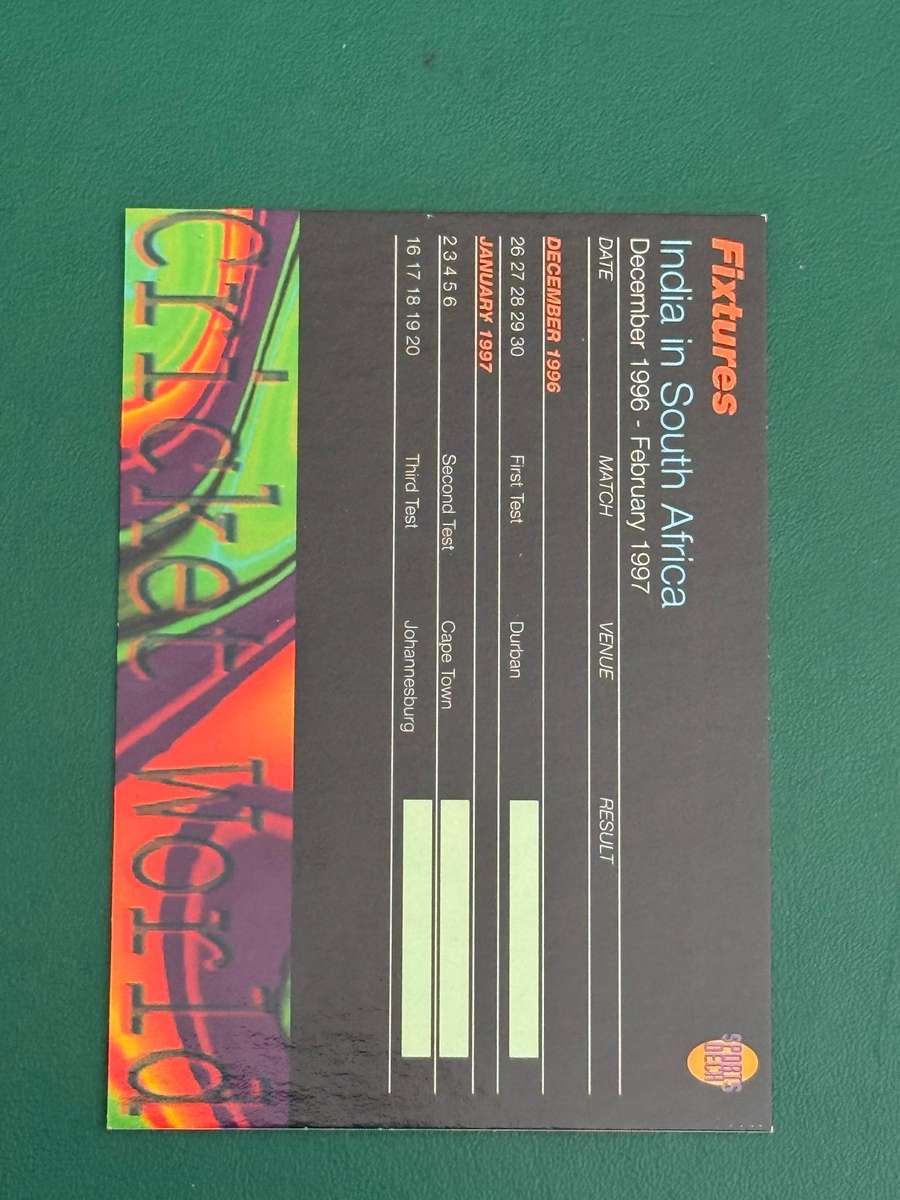 Fixtures
India in South Africa
December 1996 - February 1997
DATE MATCH VENUE RESULT
DECEMBER 1996
26 27 28 29 30 First Test Durban
JANUARY 1997
2 3 4 5 6 Second Test Cape Town
16 17 18 19 20 Third Test Johannesburg
SPORTS
DECK
Cricket World